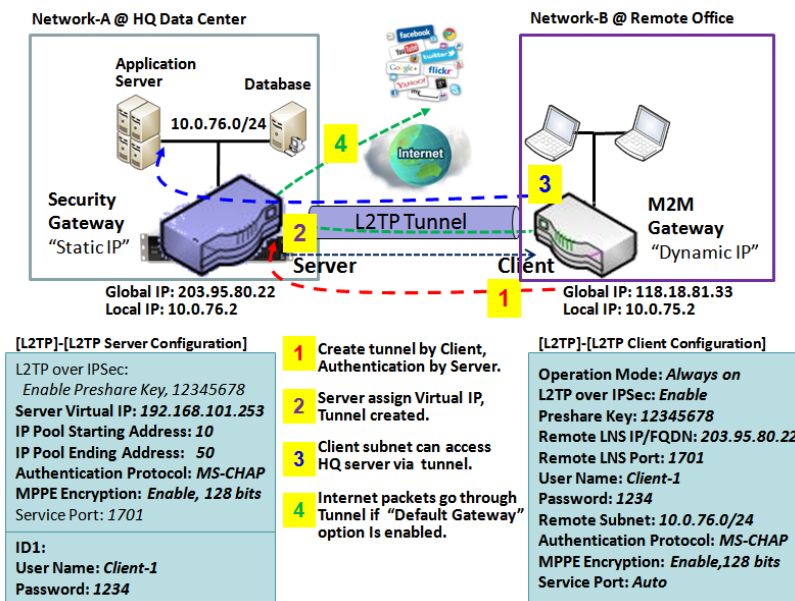 Network-A @ HQ Data Center
Network-B @ Remote Office
Application
Server
Database
10.0.76.0/24
facebook
YouTube
twitter
Google+
flickr
YAHOO!
my
Internet
4
3
Security
Gateway
"Static IP"
2
L2TP Tunnel
M2M
Gateway
"Dynamic IP"
Server
Client
1
Global IP: 203.95.80.22
Local IP: 10.0.76.2
Global IP: 118.18.81.33
Local IP: 10.0.75.2
[L2TP]-[L2TP Server Configuration]
L2TP over IPSec:
Enable Preshare Key, 12345678
Server Virtual IP: 192.168.101.253
IP Pool Starting Address: 10
IP Pool Ending Address: 50
Authentication Protocol: MS-CHAP
MPPE Encryption: Enable, 128 bits
Service Port: 1701
ID1:
User Name: Client-1
Password: 1234
1 Create tunnel by Client,
Authentication by Server.
2 Server assign Virtual IP,
Tunnel created.
3 Client subnet can access
HQ server via tunnel.
4 Internet packets go through
Tunnel if "Default Gateway"
option Is enabled.
[L2TP]-[L2TP Client Configuration]
Operation Mode: Always on
L2TP over IPSec: Enable
Preshare Key: 12345678
Remote LNS IP/FQDN: 203.95.80.22
Remote LNS Port: 1701
User Name: Client-1
Password: 1234
Remote Subnet: 10.0.76.0/24
Authentication Protocol: MS-CHAP
MPPE Encryption: Enable,128 bits
Service Port: Auto